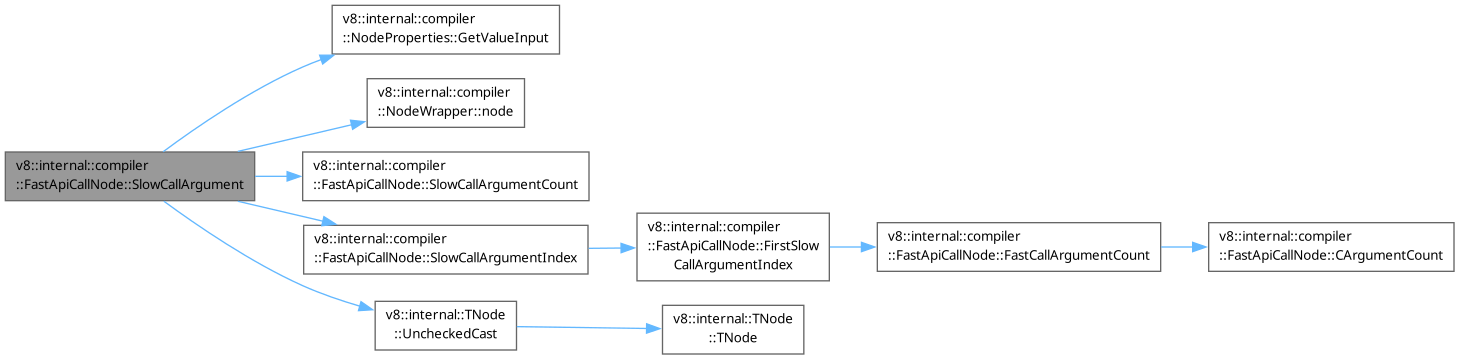 v8::internal::compiler
::FastApiCallNode::SlowCallArgument
v8::internal::compiler
::NodeProperties::GetValueInput
v8::internal::compiler
::NodeWrapper::node
v8::internal::compiler
::FastApiCallNode::SlowCallArgumentCount
v8::internal::compiler
::FastApiCallNode::SlowCallArgumentIndex
v8::internal::compiler
::FastApiCallNode::FirstSlow
CallArgumentIndex
v8::internal::compiler
::FastApiCallNode::FastCallArgumentCount
v8::internal::compiler
::FastApiCallNode::CArgumentCount
v8::internal::TNode
::UncheckedCast
v8::internal::TNode
::TNode